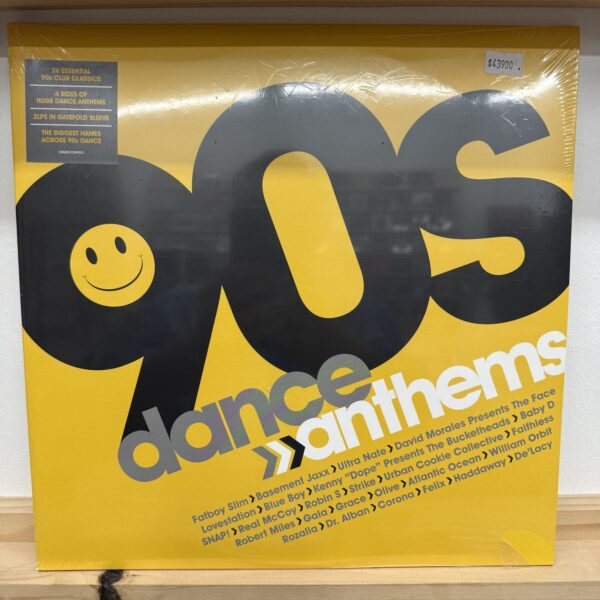 26 ESSENTIAL
90s CLUB CLASSICS
4 SIDES OF
HUGE DANCE ANTHEMS
2LPS IN GATEFOLD SLEEVE
THE BIGGEST NAMES
ACROSS 90s DANCE
$43900
90s
dance
anthems
Fatboy Slim › Basement Jaxx › Ultra Nate › David Morales Presents The Face
Lovestation › Blue Boy › Kenny "Dope" Presents The Bucketheads › Baby D
SNAP! › Real McCoy › Robin S › Strike › Urban Cookie Collective › Faithless
Robert Miles › Gala › Grace › Olive › Atlantic Ocean › William Orbit
Rozalla › Dr. Alban › Corona › Felix › Haddaway › De'Lacy